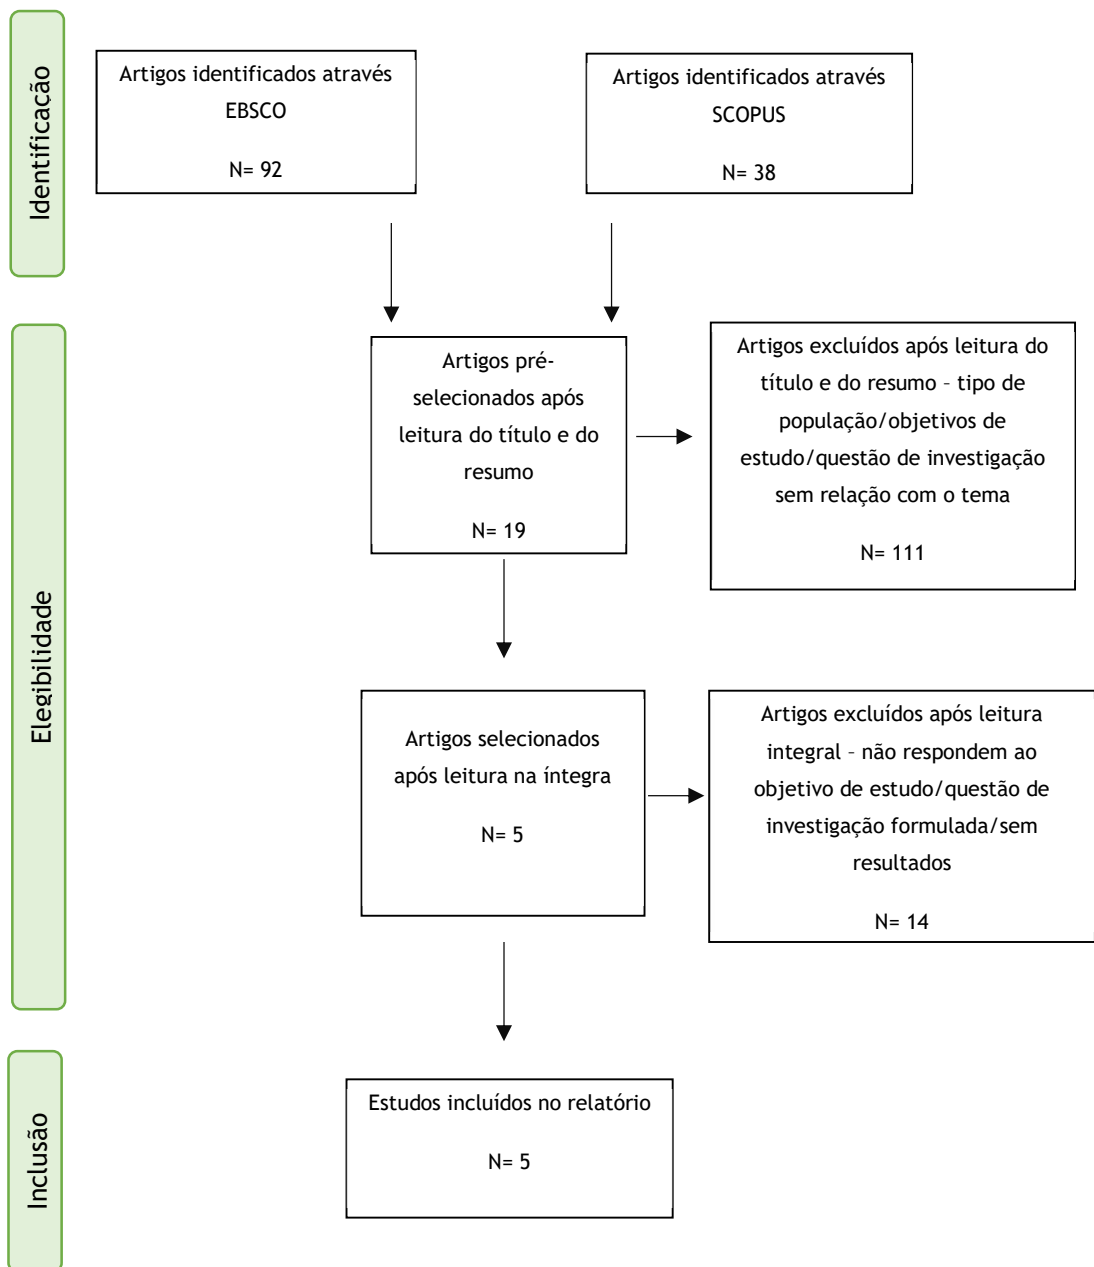 Identificação
Artigos identificados através
EBSCO
N= 92
Artigos identificados através
SCOPUS
N= 38
Elegibilidade
Artigos pré-
selecionados após
leitura do título e do
resumo
N= 19
Artigos excluídos após leitura do
título e do resumo – tipo de
população/objetivos de
estudo/questão de investigação
sem relação com o tema
N= 111
Artigos selecionados
após leitura na íntegra
N= 5
Artigos excluídos após leitura
integral – não respondem ao
objetivo de estudo/questão de
investigação formulada/sem
resultados
N= 14
Inclusão
Estudos incluídos no relatório
N= 5